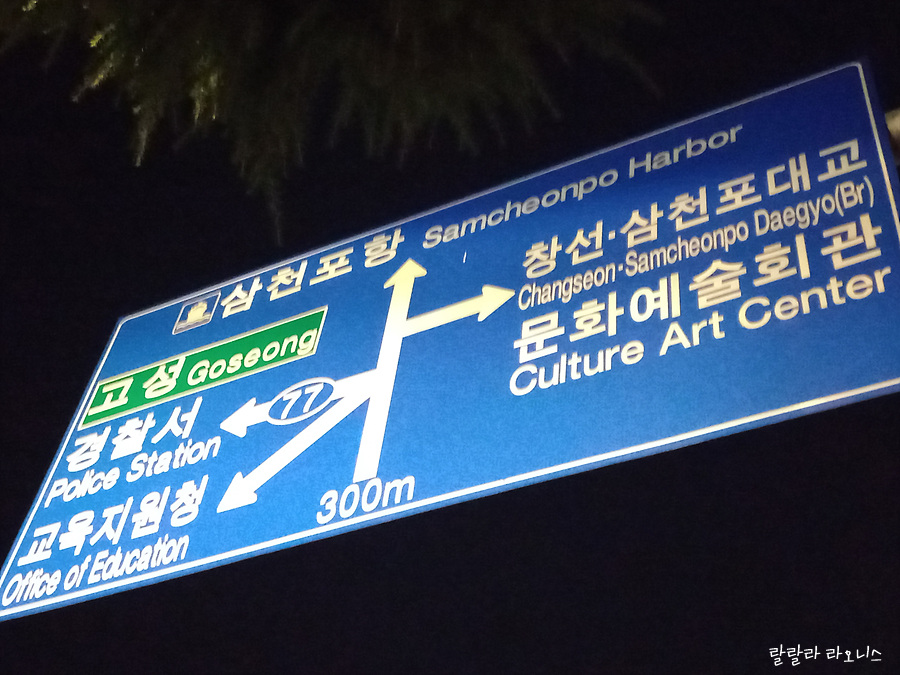 삼천포항 Samcheonpo Harbor
고성 Goseong
경찰서
Police Station
교육지원청
Office of Education
77
300m
창선·삼천포대교
Changseon·Samcheonpo Daegyo(Br)
문화예술회관
Culture Art Center
랄랄라 라오니스